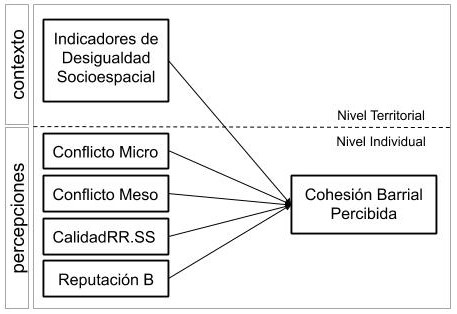 contexto
Indicadores de
Desigualdad
Socioespacial
Nivel Territorial
Nivel Individual
percepciones
Conflicto Micro
Conflicto Meso
CalidadRR.SS
Reputación B
Cohesión Barrial
Percibida